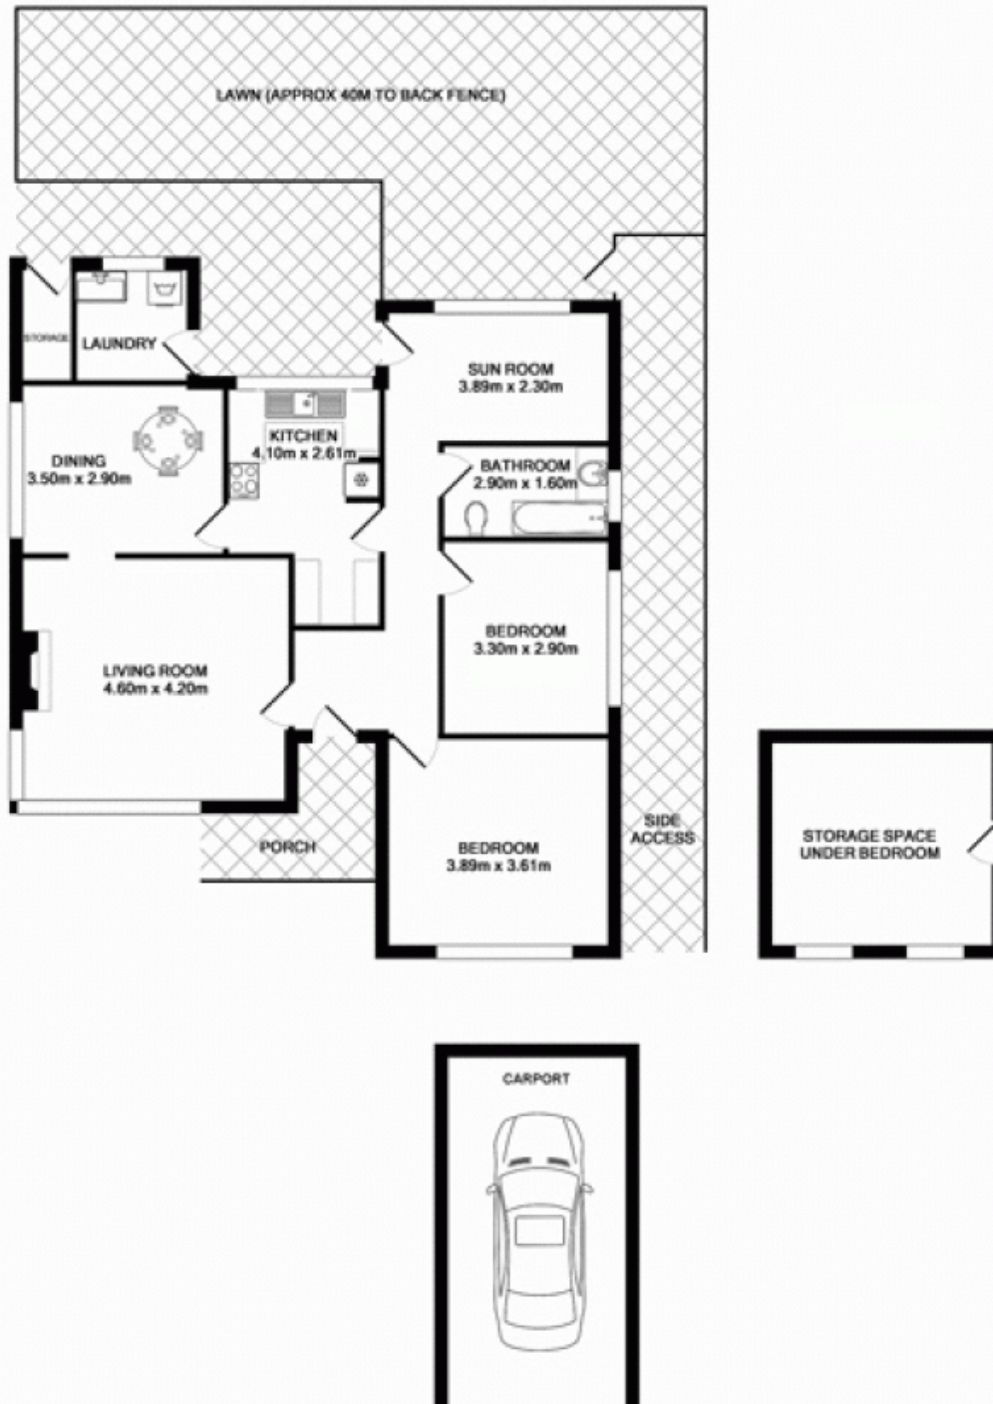 LAWN (APPROX 40M TO BACK FENCE)
STORAGE
LAUNDRY
SUN ROOM
3.89m x 2.30m
KITCHEN
4.10m x 2.61m
DINING
3.50m x 2.90m
BATHROOM
2.90m x 1.60m
BEDROOM
3.30m x 2.90m
LIVING ROOM
4.60m x 4.20m
PORCH
BEDROOM
3.89m x 3.61m
SIDE
ACCESS
STORAGE SPACE
UNDER BEDROOM
CARPORT